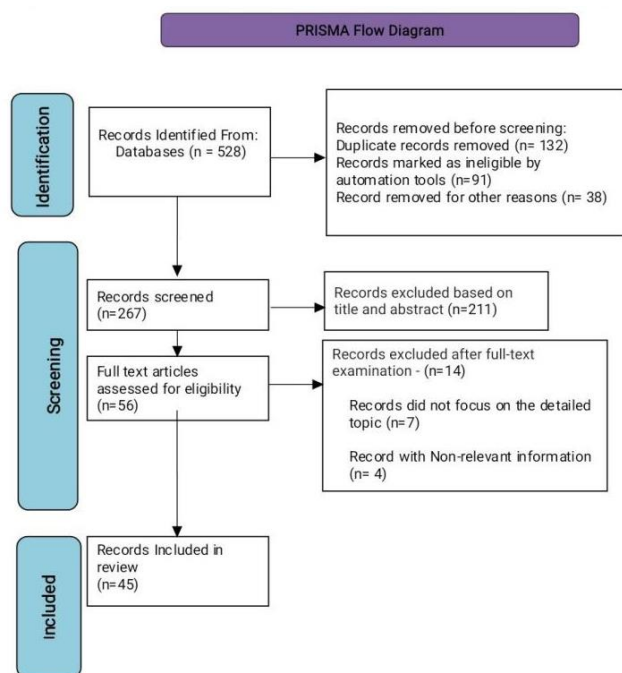 PRISMA Flow Diagram
Identification
Records Identified From:
Databases (n = 528)
Records removed before screening:
Duplicate records removed (n= 132)
Records marked as ineligible by
automation tools (n=91)
Record removed for other reasons (n= 38)
Screening
Records screened
(n=267)
Records excluded based on
title and abstract (n=211)
Full text articles
assessed for eligibility
(n=56)
Records excluded after full-text
examination - (n=14)
Records did not focus on the detailed
topic (n=7)
Record with Non-relevant information
(n= 4)
Included
Records Included in
review
(n=45)